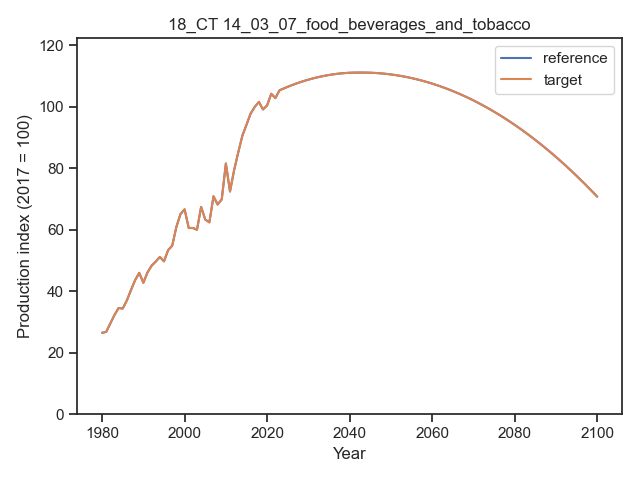 18_CT 14_03_07_food_beverages_and_tobacco
Production index (2017 = 100)
120
100
80
60
40
20
0
reference
target
1980
2000
2020
2040
2060
2080
2100
Year